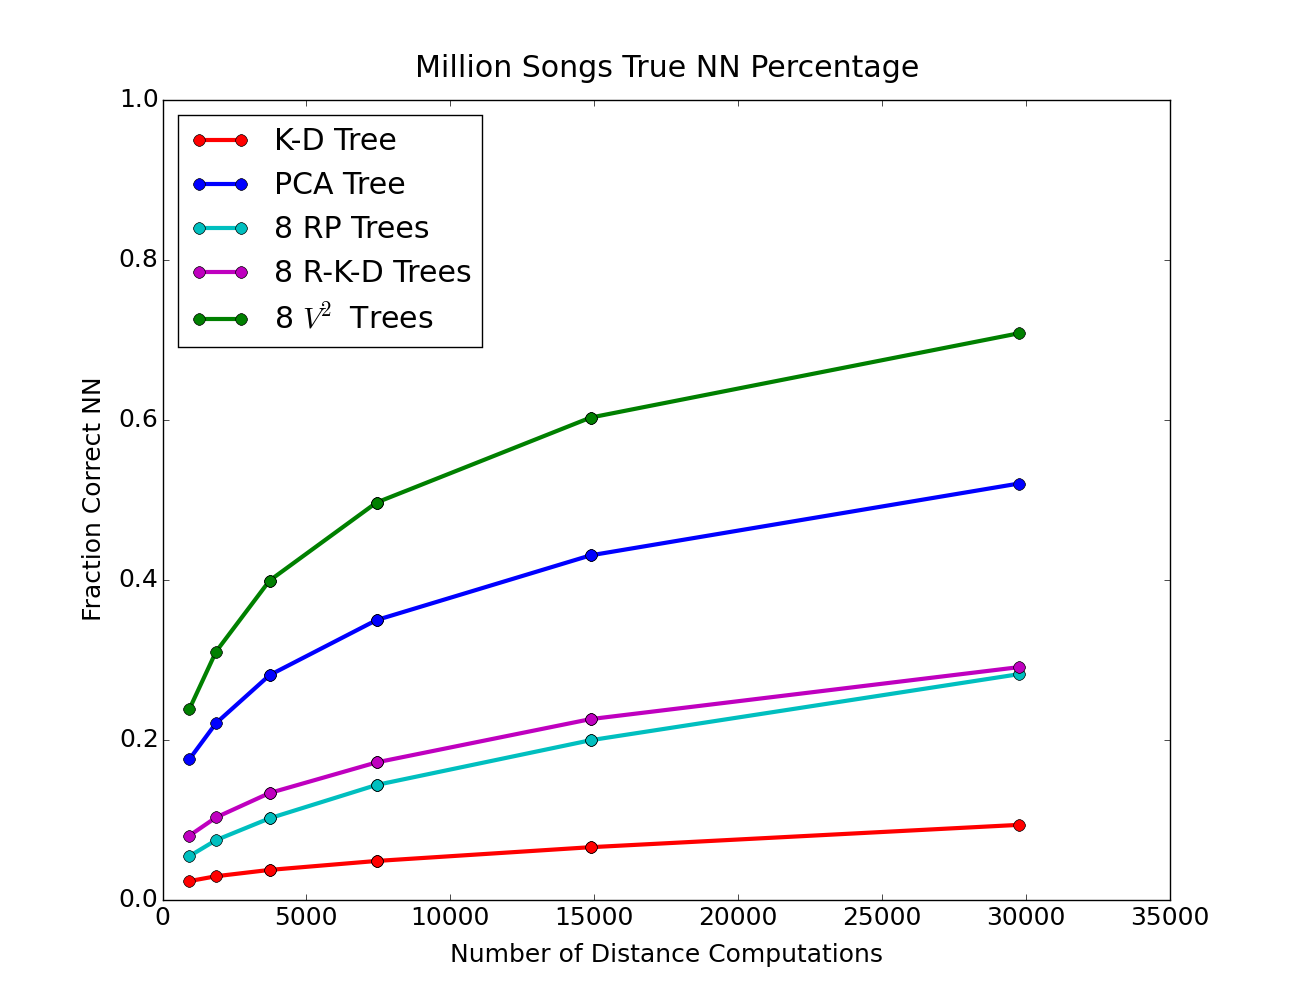 Million Songs True NN Percentage
1.0
0.8
0.6
0.4
0.2
0.0
Fraction Correct NN
K-D Tree
PCA Tree
8 RP Trees
8 R-K-D Trees
8 V² Trees
0 5000 10000 15000 20000 25000 30000 35000
Number of Distance Computations